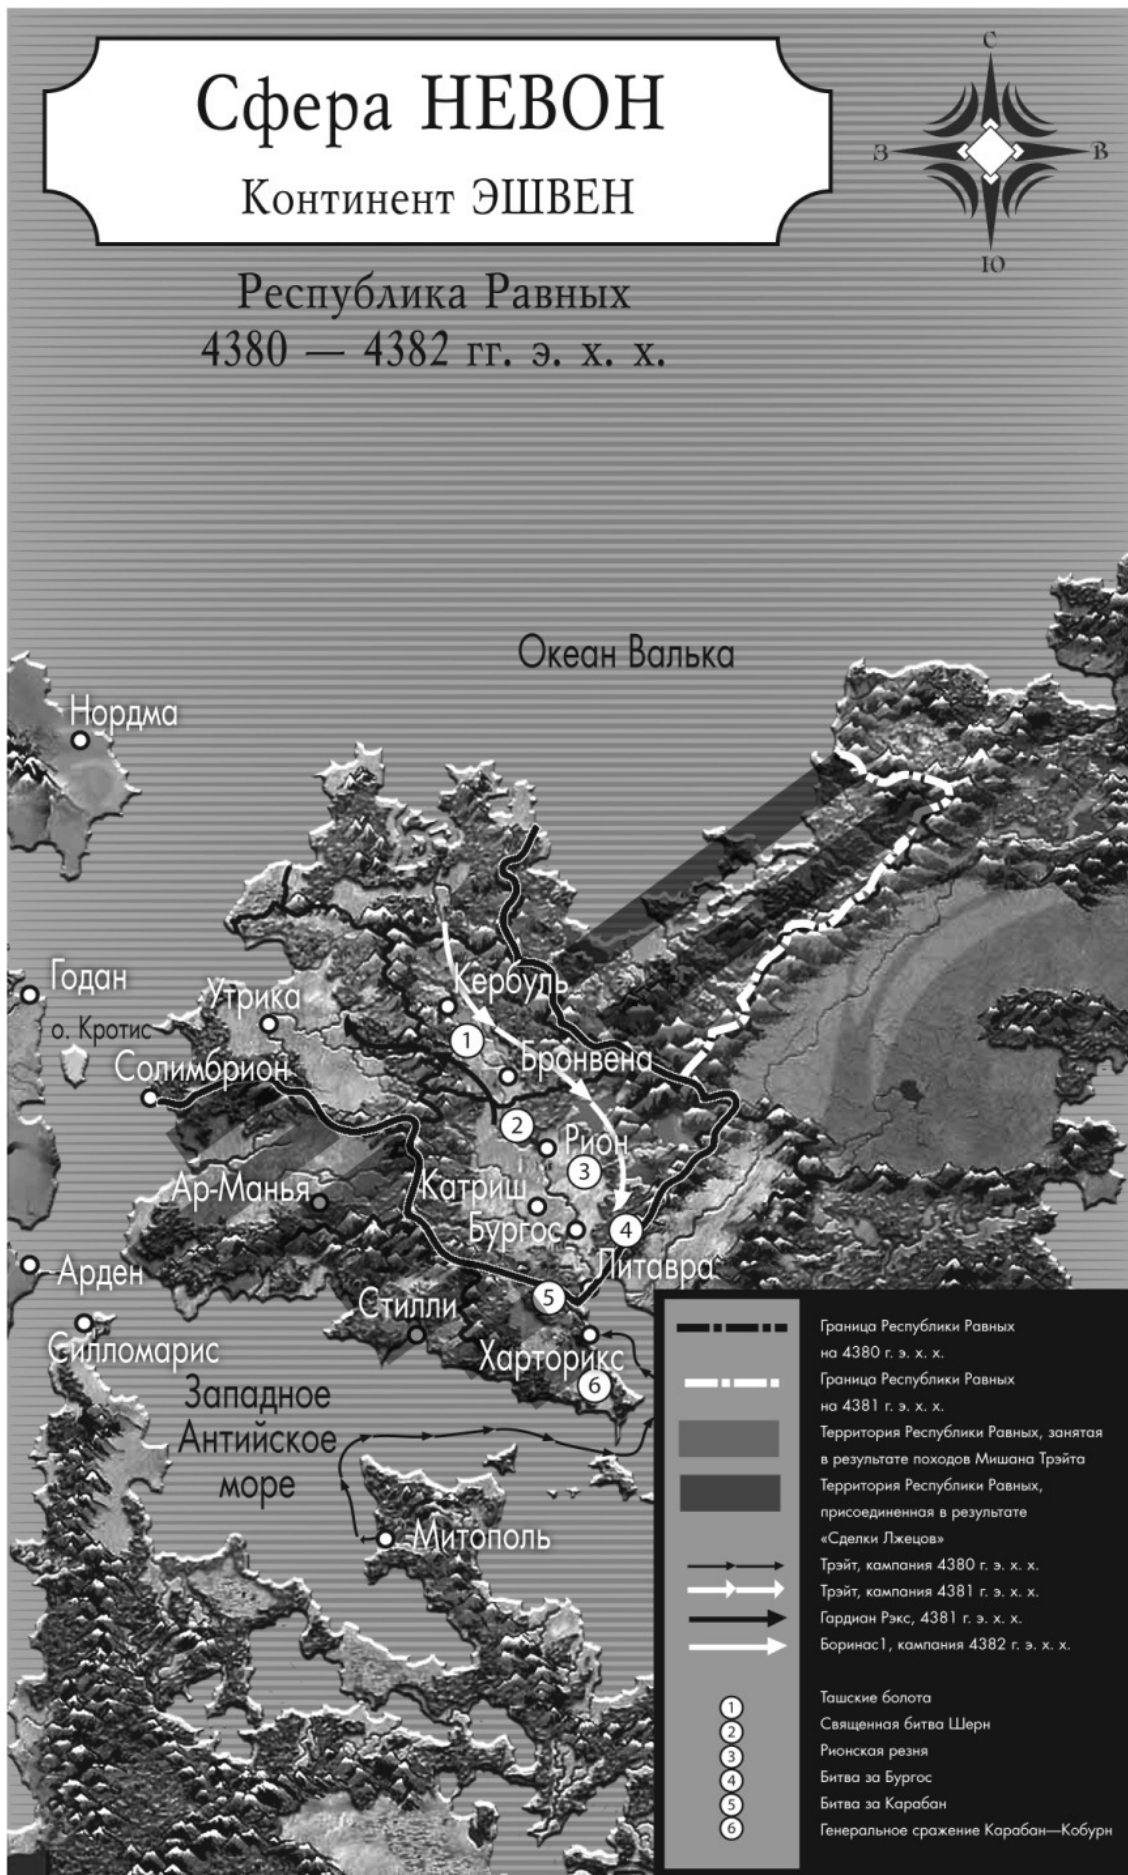 Сфера НЕВОН
Континент ЭШВЕН
С
З
В
Ю
Республика Равных
4380 — 4382 гг. э. х. х.
Океан Валька
Нордма
Годан
Утрика
Кербуль
о. Кротис
1
Солимбрион
Бронвена
2
Рион
3
Ар-Манья
Катриш
Бургос
4
Арден
Литавра
5
Стилли
Силломарис
Харторикс
6
Западное
Антийское
море
Митополь
Граница Республики Равных
на 4380 г. э. х. х.
Граница Республики Равных
на 4381 г. э. х. х.
Территория Республики Равных, занятая
в результате походов Мишана Трэйта
Территория Республики Равных,
присоединенная в результате
«Сделки Лжецов»
Трэйт, кампания 4380 г. э. х. х.
Трэйт, кампания 4381 г. э. х. х.
Гардиан Рэкс, 4381 г. э. х. х.
Боринас1, кампания 4382 г. э. х. х.
1 Ташские болота
2 Священная битва Шерн
3 Рионская резня
4 Битва за Бургос
5 Битва за Карабан
6 Генеральное сражение Карабан—Кобурн